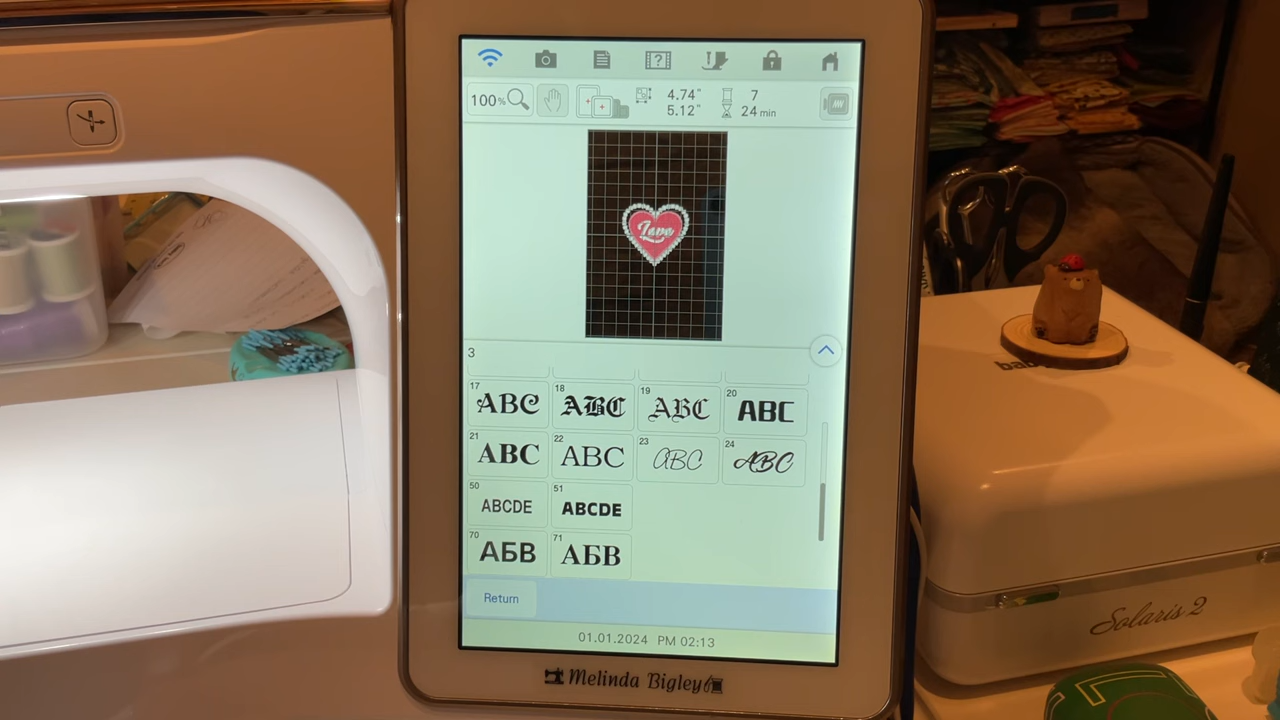 100%
4.74"
5.12"
7
24 min
Love
3
17 ABC
18 ABC
19 ABC
20 ABC
21 ABC
22 ABC
23 ABC
24 ABC
50 ABCDE
51 ABCDE
70 АБВ
71 АБВ
Return
01.01.2024 PM 02:13
Melinda Bigley
Solaris 2